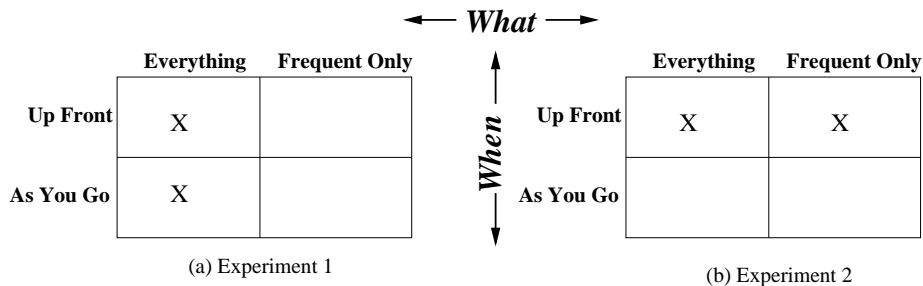 What
Everything Frequent Only
Up Front X
As You Go X
(a) Experiment 1
When
Everything Frequent Only
Up Front X X
As You Go
(b) Experiment 2